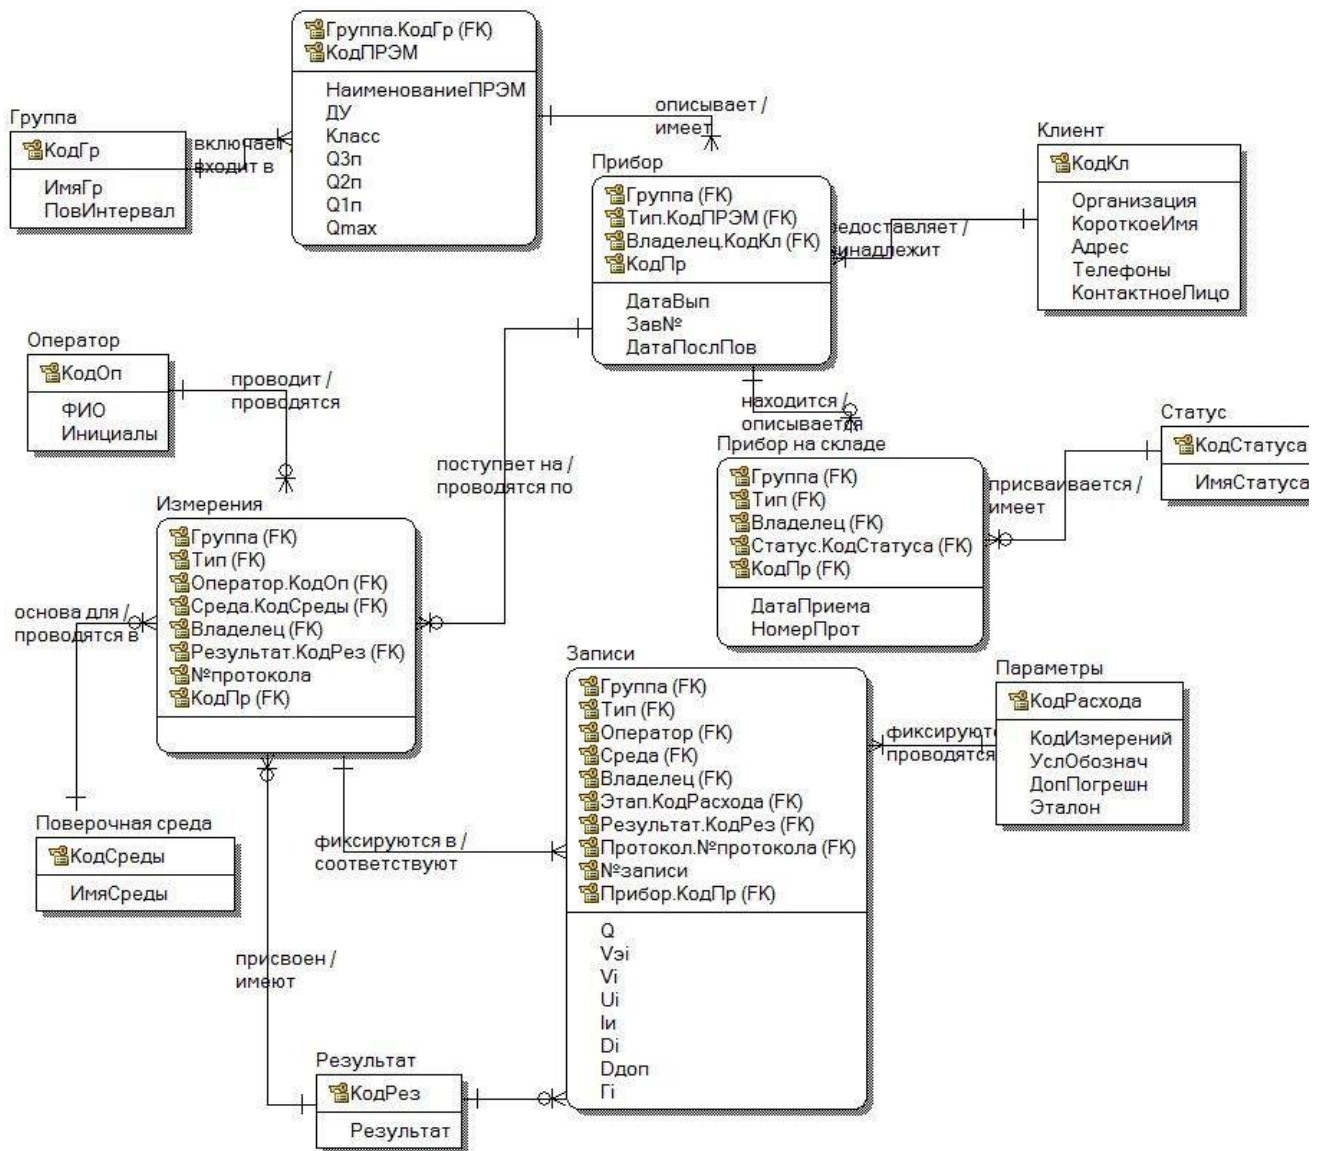 Группа.КодГр (FK)
КодПРЭМ
НаименованиеПРЭМ
ДУ
Класс
Q3п
Q2п
Q1п
Qmax
Группа
КодГр
ИмяГр
ПовИнтервал
включает
входит в
описывает /
имеет
Прибор
Группа (FK)
Тип.КодПРЭМ (FK)
Владелец.КодКл (FK)
КодПр
ДатаВып
Зав№
ДатаПослПов
едоставляет /
инадлежит
Клиент
КодКл
Организация
КороткоеИмя
Адрес
Телефоны
КонтактноеЛицо
Оператор
КодОп
ФИО
Инициалы
проводит /
проводятся
поступает на /
проводятся по
находится /
описывается
Прибор на складе
Группа (FK)
Тип (FK)
Владелец (FK)
Статус.КодСтатуса (FK)
КодПр (FK)
ДатаПриема
НомерПрот
присваивается /
имеет
Статус
КодСтатуса
ИмяСтатуса
Измерения
Группа (FK)
Тип (FK)
Оператор.КодОп (FK)
Среда.КодСреды (FK)
Владелец (FK)
Результат.КодРез (FK)
№протокола
КодПр (FK)
основа для /
проводятся в
Поверочная среда
КодСреды
ИмяСреды
фиксируются в /
соответствуют
Записи
Группа (FK)
Тип (FK)
Оператор (FK)
Среда (FK)
Владелец (FK)
Этап.КодРасхода (FK)
Результат.КодРез (FK)
Протокол.№протокола (FK)
№записи
Прибор.КодПр (FK)
Q
Vэi
Vi
Ui
Iи
Di
Dдоп
Гi
фиксируютс
проводятся
Параметры
КодРасхода
КодИзмерений
УслОбознач
ДопПогрешн
Эталон
присвоен /
имеют
Результат
КодРез
Результат